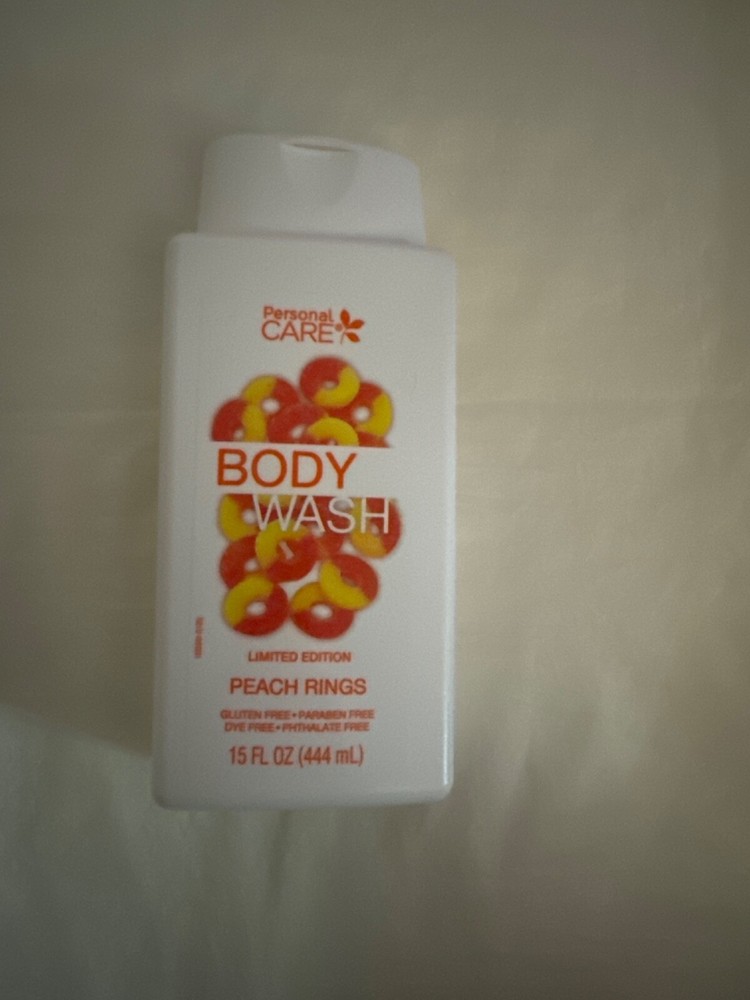 Personal
CARE®
BODY
WASH
LIMITED EDITION
PEACH RINGS
GLUTEN FREE • PARABEN FREE
DYE FREE • PHTHALATE FREE
15 FL OZ (444 mL)